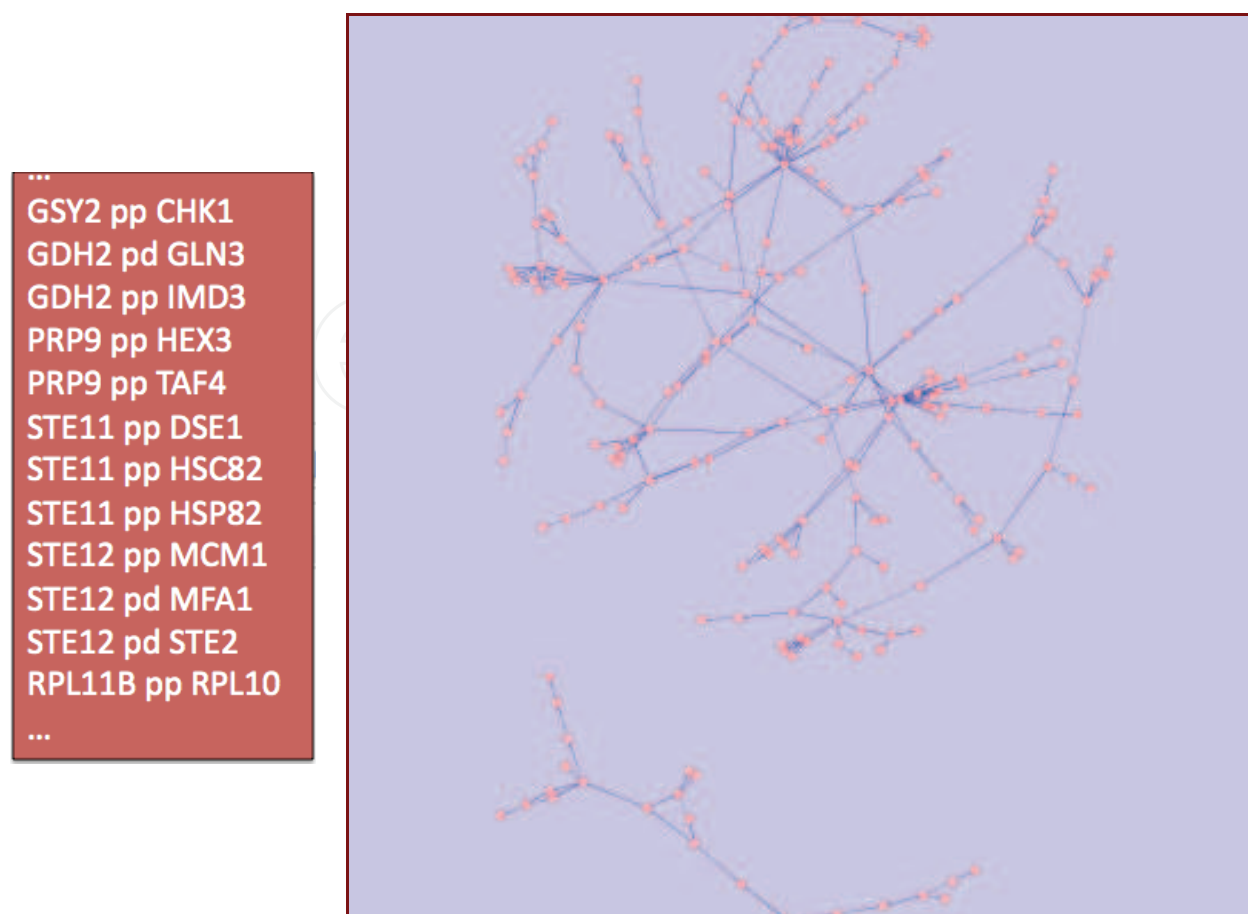 ...
GSY2 pp CHK1
GDH2 pd GLN3
GDH2 pp IMD3
PRP9 pp HEX3
PRP9 pp TAF4
STE11 pp DSE1
STE11 pp HSC82
STE11 pp HSP82
STE12 pp MCM1
STE12 pd MFA1
STE12 pd STE2
RPL11B pp RPL10
...